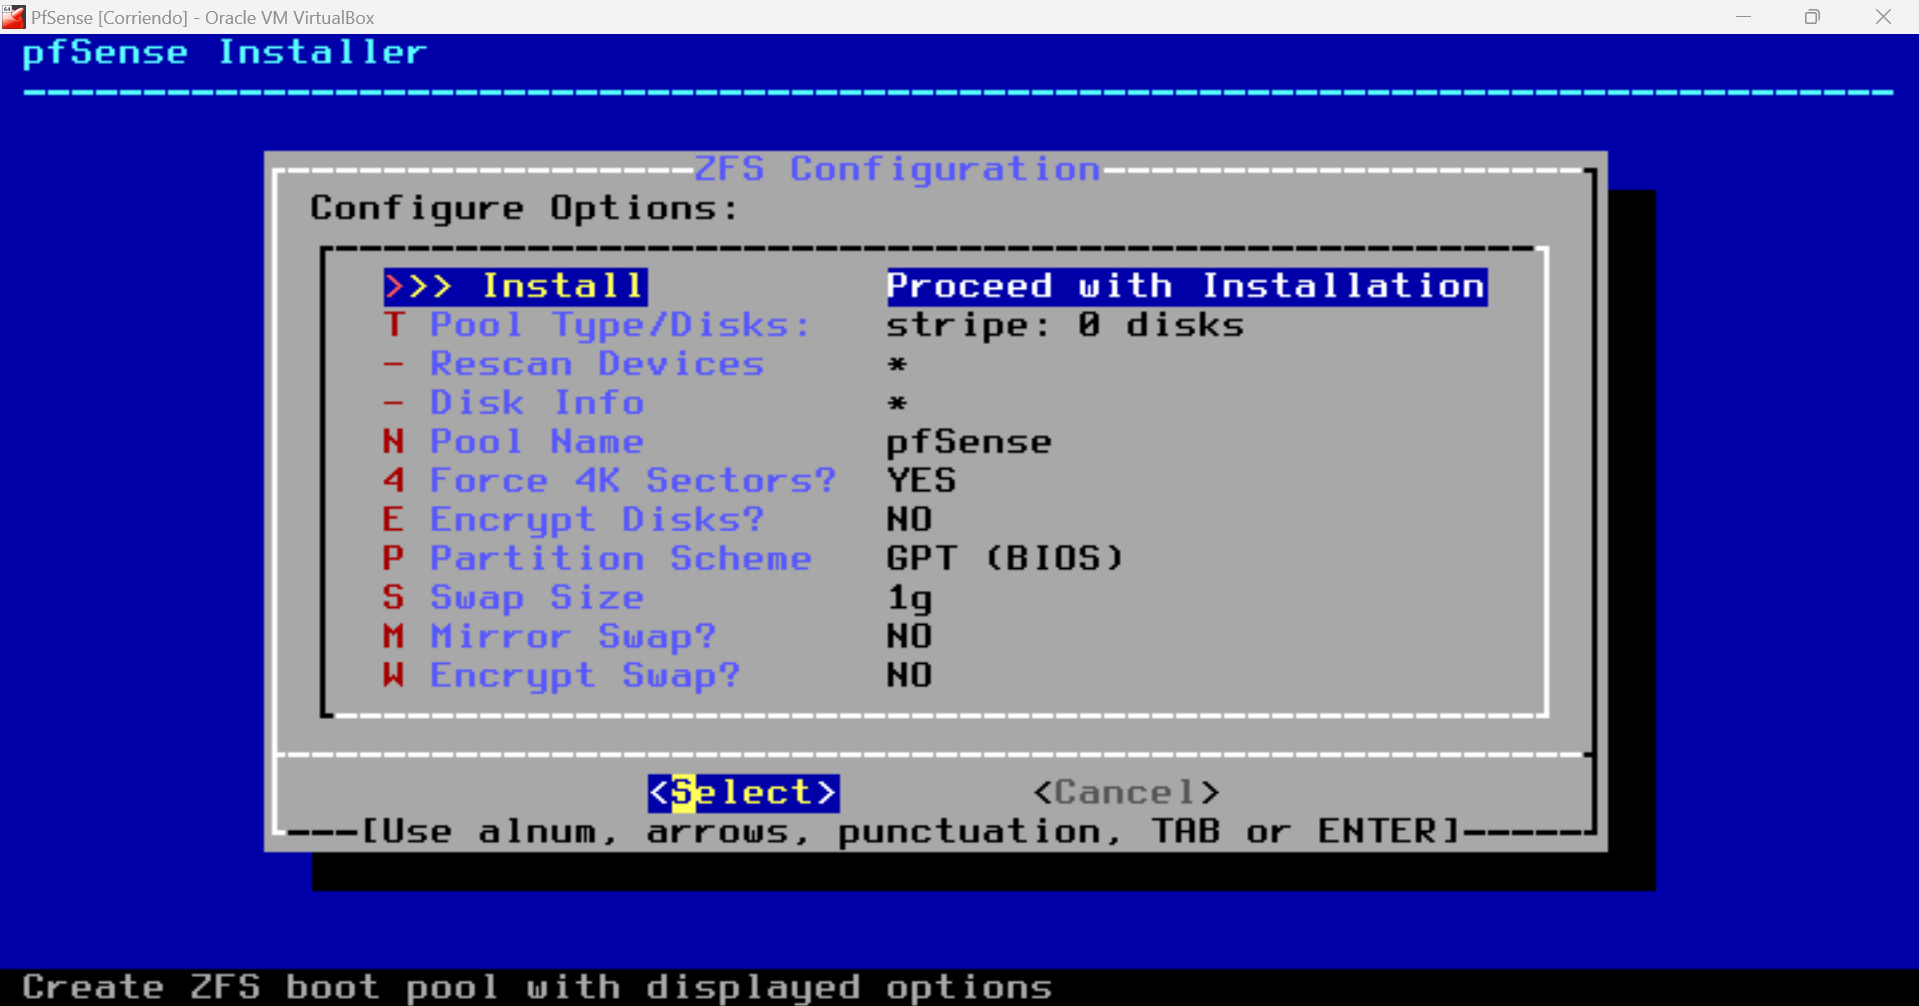 PfSense [Corriendo] - Oracle VM VirtualBox
pfSense Installer
ZFS Configuration
Configure Options:
>>> Install Proceed with Installation
T Pool Type/Disks: stripe: 0 disks
- Rescan Devices *
- Disk Info *
N Pool Name pfSense
4 Force 4K Sectors? YES
E Encrypt Disks? NO
P Partition Scheme GPT (BIOS)
S Swap Size 1g
M Mirror Swap? NO
W Encrypt Swap? NO
<Select> <Cancel>
[Use alnum, arrows, punctuation, TAB or ENTER]
Create ZFS boot pool with displayed options